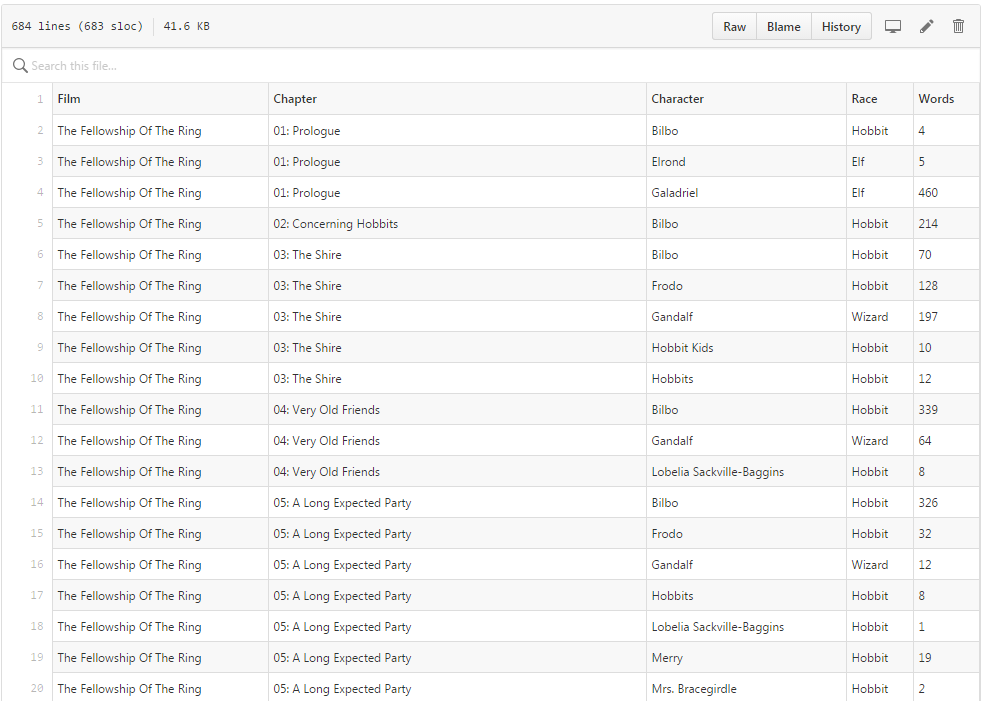 684 lines (683 sloc) 41.6 KB Raw Blame History
Search this file...
1 Film Chapter Character Race Words
2 The Fellowship Of The Ring 01: Prologue Bilbo Hobbit 4
3 The Fellowship Of The Ring 01: Prologue Elrond Elf 5
4 The Fellowship Of The Ring 01: Prologue Galadriel Elf 460
5 The Fellowship Of The Ring 02: Concerning Hobbits Bilbo Hobbit 214
6 The Fellowship Of The Ring 03: The Shire Bilbo Hobbit 70
7 The Fellowship Of The Ring 03: The Shire Frodo Hobbit 128
8 The Fellowship Of The Ring 03: The Shire Gandalf Wizard 197
9 The Fellowship Of The Ring 03: The Shire Hobbit Kids Hobbit 10
10 The Fellowship Of The Ring 03: The Shire Hobbits Hobbit 12
11 The Fellowship Of The Ring 04: Very Old Friends Bilbo Hobbit 339
12 The Fellowship Of The Ring 04: Very Old Friends Gandalf Wizard 64
13 The Fellowship Of The Ring 04: Very Old Friends Lobelia Sackville-Baggins Hobbit 8
14 The Fellowship Of The Ring 05: A Long Expected Party Bilbo Hobbit 326
15 The Fellowship Of The Ring 05: A Long Expected Party Frodo Hobbit 32
16 The Fellowship Of The Ring 05: A Long Expected Party Gandalf Wizard 12
17 The Fellowship Of The Ring 05: A Long Expected Party Hobbits Hobbit 8
18 The Fellowship Of The Ring 05: A Long Expected Party Lobelia Sackville-Baggins Hobbit 1
19 The Fellowship Of The Ring 05: A Long Expected Party Merry Hobbit 19
20 The Fellowship Of The Ring 05: A Long Expected Party Mrs. Bracegirdle Hobbit 2